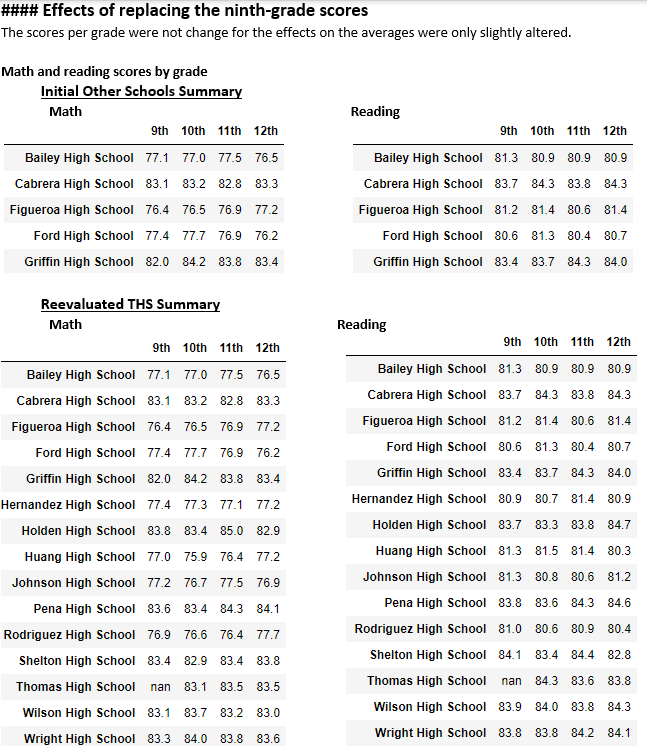 #### Effects of replacing the ninth-grade scores
The scores per grade were not change for the effects on the averages were only slightly altered.
Math and reading scores by grade
Initial Other Schools Summary
Math
9th 10th 11th 12th
Bailey High School 77.1 77.0 77.5 76.5
Cabrera High School 83.1 83.2 82.8 83.3
Figueroa High School 76.4 76.5 76.9 77.2
Ford High School 77.4 77.7 76.9 76.2
Griffin High School 82.0 84.2 83.8 83.4
Reading
9th 10th 11th 12th
Bailey High School 81.3 80.9 80.9 80.9
Cabrera High School 83.7 84.3 83.8 84.3
Figueroa High School 81.2 81.4 80.6 81.4
Ford High School 80.6 81.3 80.4 80.7
Griffin High School 83.4 83.7 84.3 84.0
Reevaluated THS Summary
Math
9th 10th 11th 12th
Bailey High School 77.1 77.0 77.5 76.5
Cabrera High School 83.1 83.2 82.8 83.3
Figueroa High School 76.4 76.5 76.9 77.2
Ford High School 77.4 77.7 76.9 76.2
Griffin High School 82.0 84.2 83.8 83.4
Hernandez High School 77.4 77.3 77.1 77.2
Holden High School 83.8 83.4 85.0 82.9
Huang High School 77.0 75.9 76.4 77.2
Johnson High School 77.2 76.7 77.5 76.9
Pena High School 83.6 83.4 84.3 84.1
Rodriguez High School 76.9 76.6 76.4 77.7
Shelton High School 83.4 82.9 83.4 83.8
Thomas High School nan 83.1 83.5 83.5
Wilson High School 83.1 83.7 83.2 83.0
Wright High School 83.3 84.0 83.8 83.6
Reading
9th 10th 11th 12th
Bailey High School 81.3 80.9 80.9 80.9
Cabrera High School 83.7 84.3 83.8 84.3
Figueroa High School 81.2 81.4 80.6 81.4
Ford High School 80.6 81.3 80.4 80.7
Griffin High School 83.4 83.7 84.3 84.0
Hernandez High School 80.9 80.7 81.4 80.9
Holden High School 83.7 83.3 83.8 84.7
Huang High School 81.3 81.5 81.4 80.3
Johnson High School 81.3 80.8 80.6 81.2
Pena High School 83.8 83.6 84.3 84.6
Rodriguez High School 81.0 80.6 80.9 80.4
Shelton High School 84.1 83.4 84.4 82.8
Thomas High School nan 84.3 83.6 83.8
Wilson High School 83.9 84.0 83.8 84.3
Wright High School 83.8 83.8 84.2 84.1